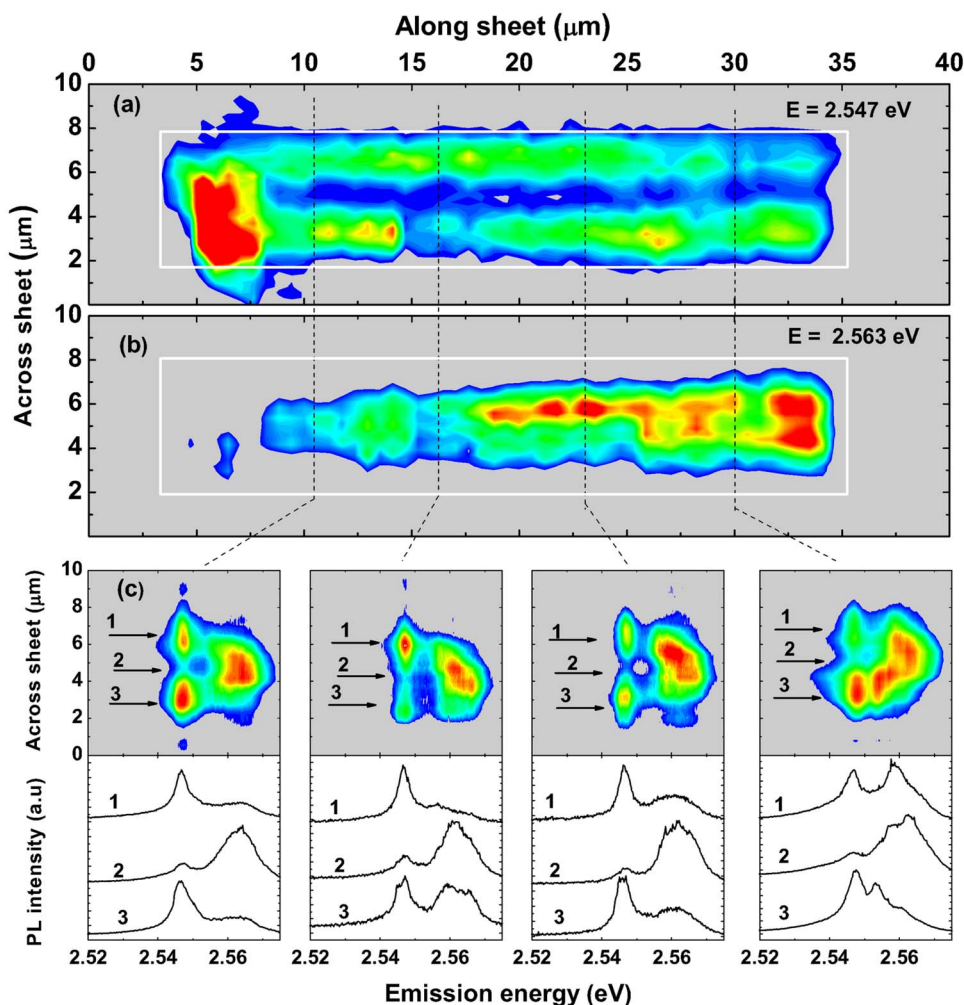 Along sheet (μm)
0 5 10 15 20 25 30 35 40
10 (a) E = 2.547 eV
8
6
4
2
Across sheet (μm)
10 (b) E = 2.563 eV
8
6
4
2
Across sheet (μm)
10 (c)
8
6
4
2
0
1 1 1 1
2 2 2 2
3 3 3 3
PL intensity (a.u)
1 1 1 1
2 2 2 2
3 3 3 3
2.52 2.54 2.56 2.52 2.54 2.56 2.52 2.54 2.56 2.52 2.54 2.56
Emission energy (eV)